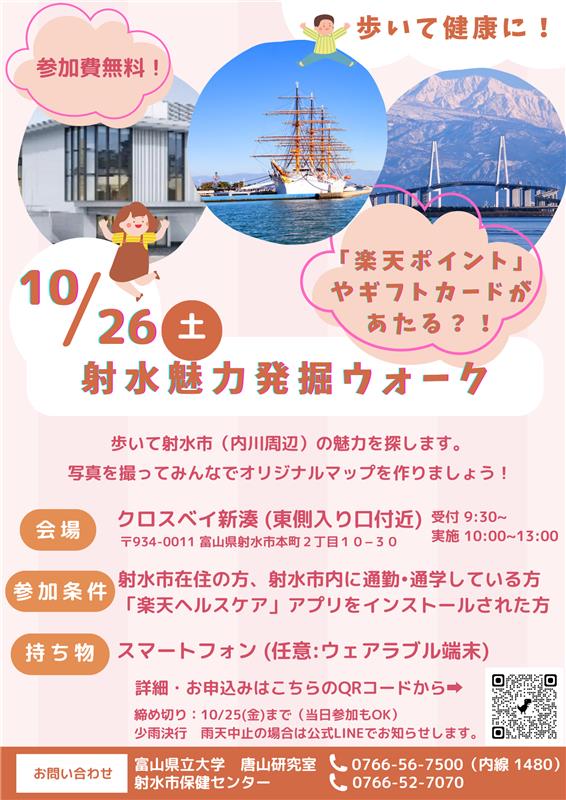 歩いて健康に！
参加費無料！
「楽天ポイント」
やギフトカードが
あたる？！
10/26 土
射水魅力発掘ウォーク
歩いて射水市（内川周辺）の魅力を探します。
写真を撮ってみんなでオリジナルマップを作りましょう！
会場
クロスベイ新湊 (東側入り口付近)
〒934-0011 富山県射水市本町２丁目１０−３０
受付 9:30~
実施 10:00~13:00
参加条件
射水市在住の方、射水市内に通勤・通学している方
「楽天ヘルスケア」アプリをインストールされた方
持ち物
スマートフォン (任意:ウェアラブル端末)
詳細・お申込みはこちらのQRコードから➡
締め切り：10/25(金)まで（当日参加もOK）
少雨決行　雨天中止の場合は公式LINEでお知らせします。
お問い合わせ
富山県立大学　唐山研究室 📞0766-56-7500（内線 1480）
射水市保健センター 📞0766-52-7070